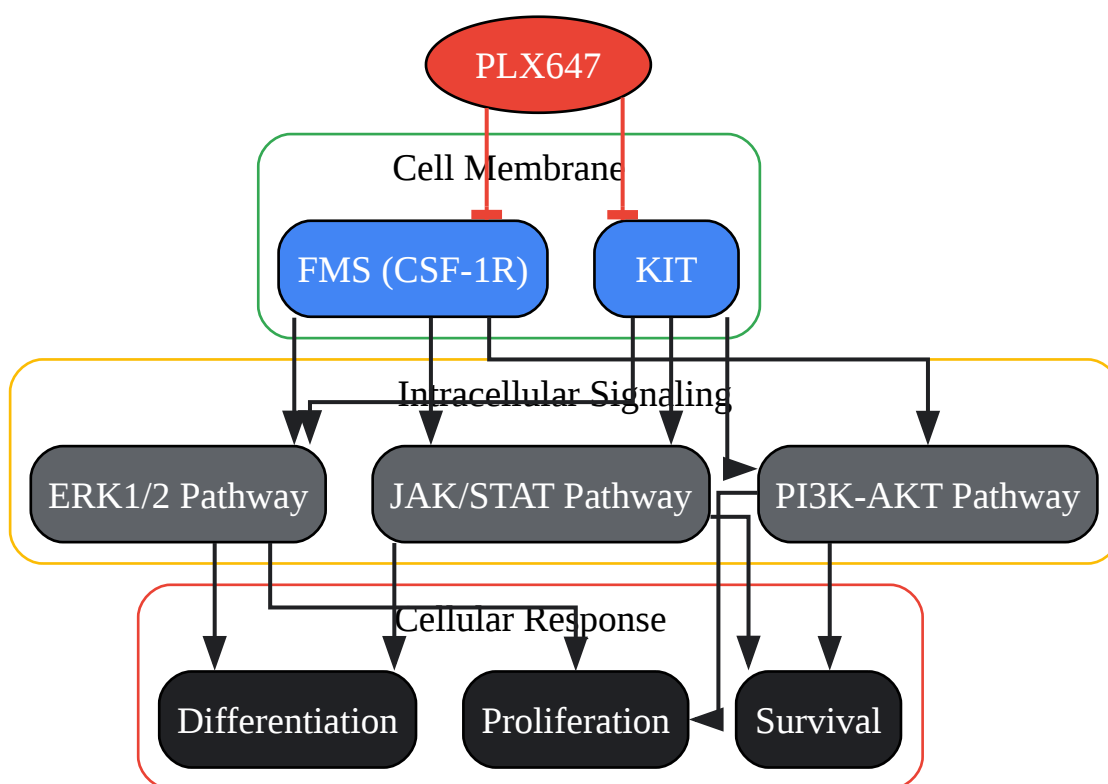 PLX647
Cell Membrane
FMS (CSF-1R)
KIT
Intracellular Signaling
ERK1/2 Pathway
JAK/STAT Pathway
PI3K-AKT Pathway
Cellular Response
Differentiation
Proliferation
Survival